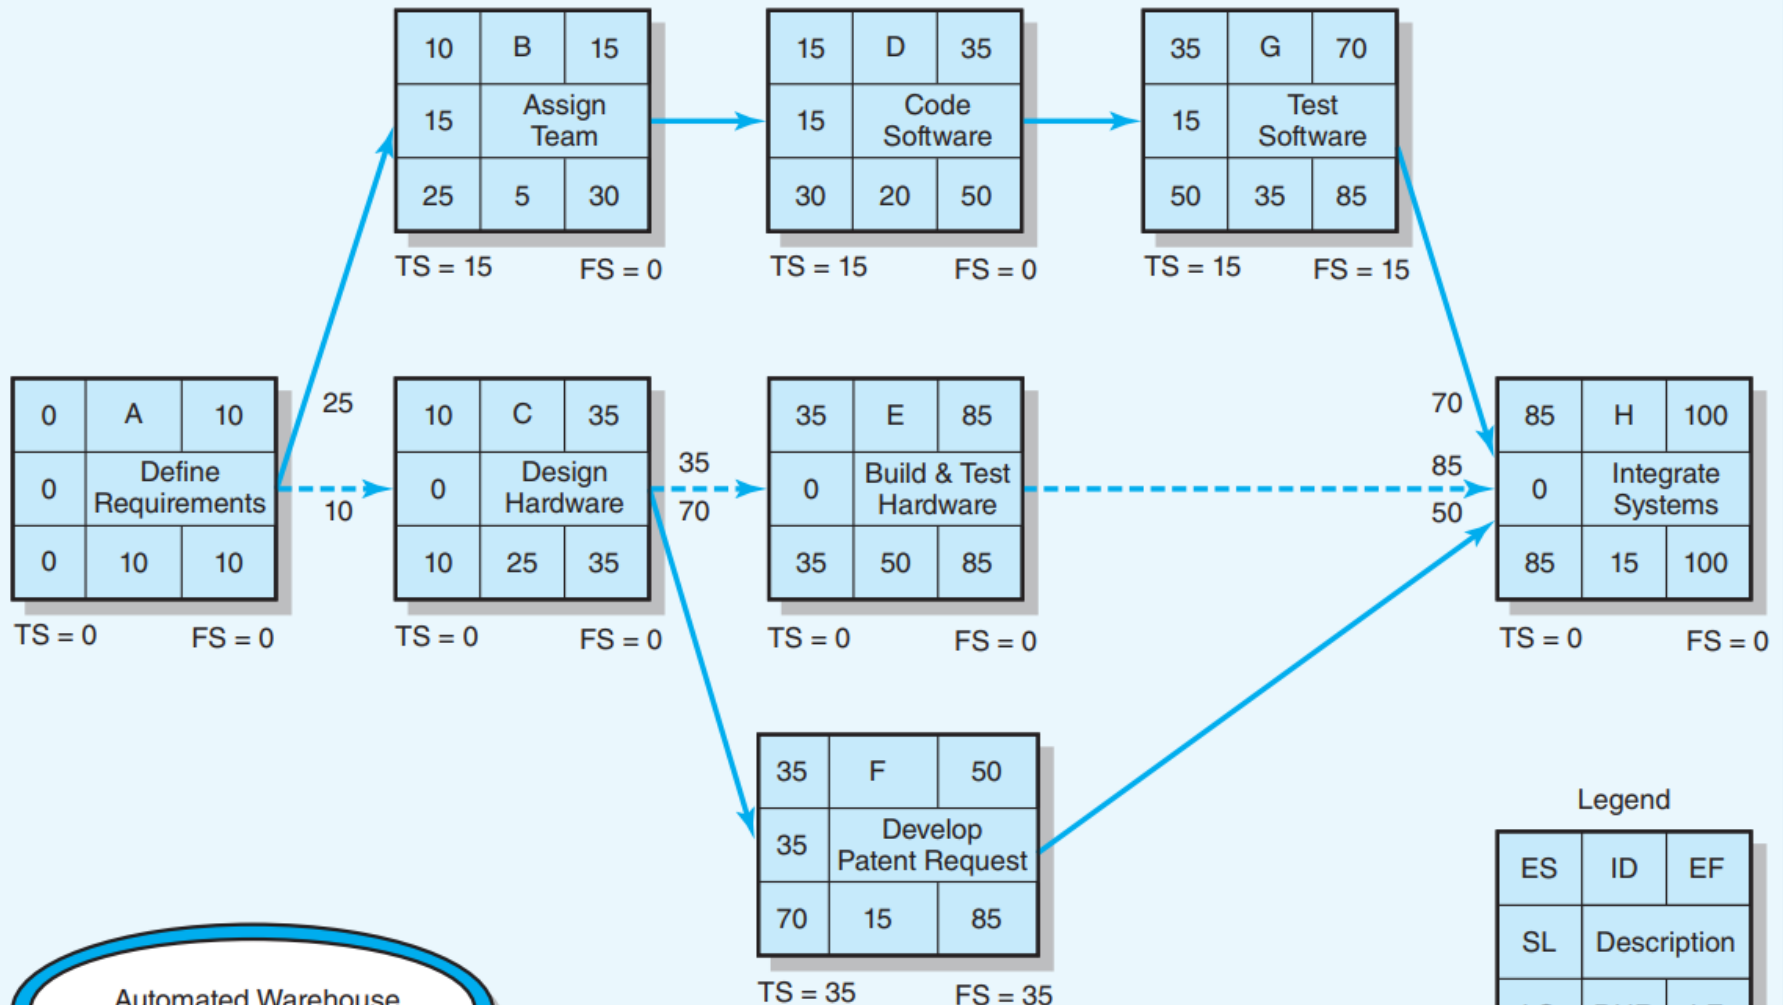 10 B 15
15 Assign
Team
25 5 30
TS = 15 FS = 0
15 D 35
15 Code
Software
30 20 50
TS = 15 FS = 0
35 G 70
15 Test
Software
50 35 85
TS = 15 FS = 15
0 A 10
0 Define
Requirements
0 10 10
TS = 0 FS = 0
25
10
10 C 35
0 Design
Hardware
10 25 35
TS = 0 FS = 0
35
70
35 E 85
0 Build & Test
Hardware
35 50 85
TS = 0 FS = 0
70
85
50
85 H 100
0 Integrate
Systems
85 15 100
TS = 0 FS = 0
35 F 50
35 Develop
Patent Request
70 15 85
TS = 35 FS = 35
Legend
ES ID EF
SL Description
Automated Warehouse